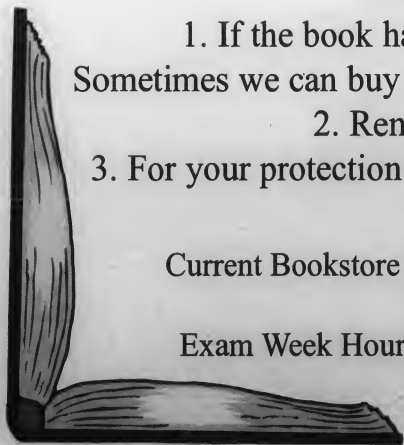 1. If the book ha
Sometimes we can buy
2. Ren
3. For your protection
Current Bookstore
Exam Week Hour